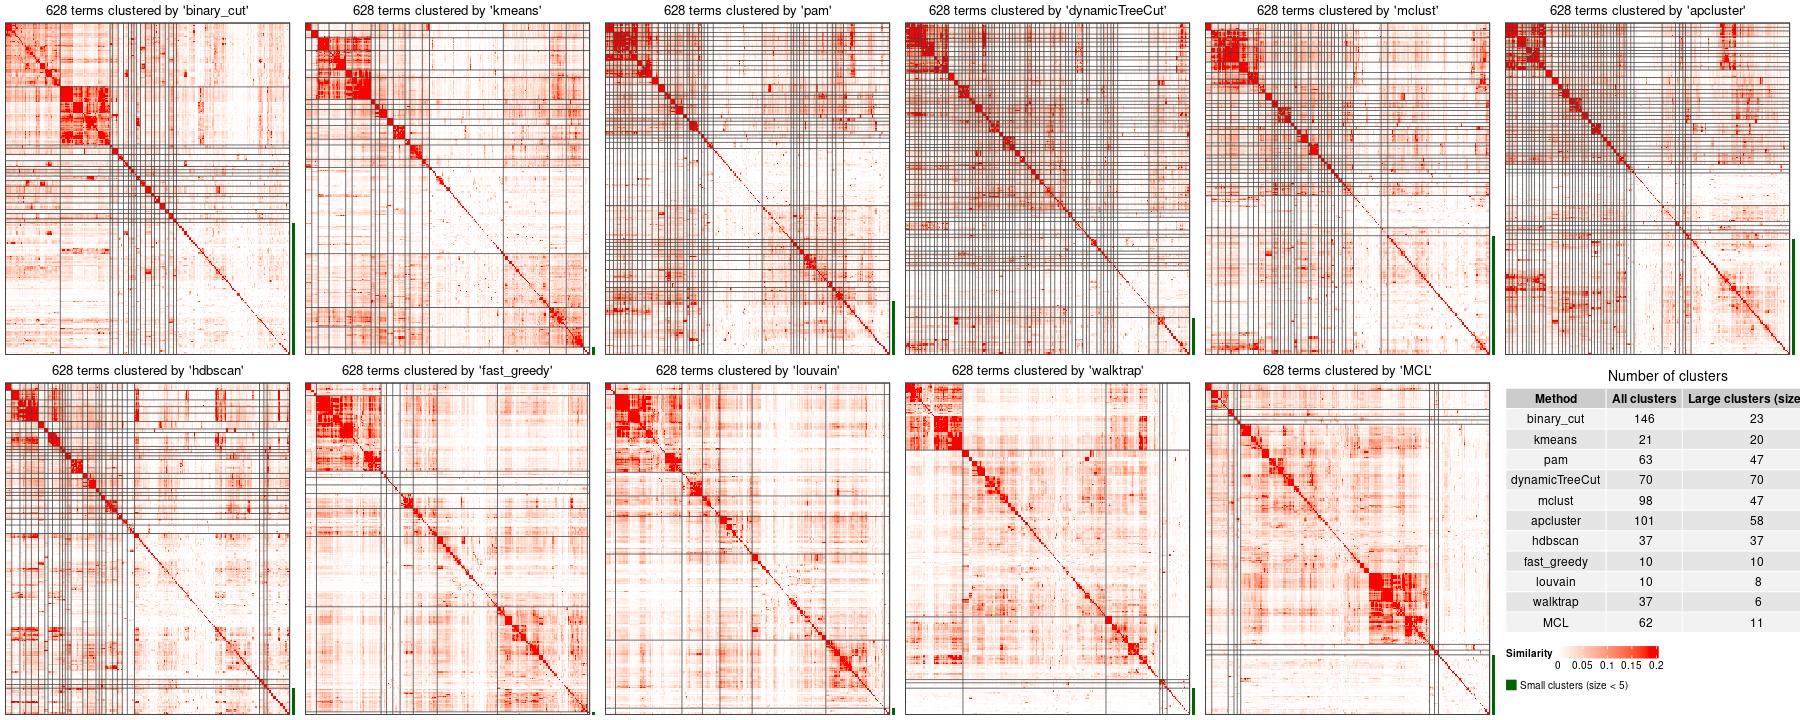 628 terms clustered by 'binary_cut'
628 terms clustered by 'kmeans'
628 terms clustered by 'pam'
628 terms clustered by 'dynamicTreeCut'
628 terms clustered by 'mclust'
628 terms clustered by 'apcluster'
628 terms clustered by 'hdbscan'
628 terms clustered by 'fast_greedy'
628 terms clustered by 'louvain'
628 terms clustered by 'walktrap'
628 terms clustered by 'MCL'
Number of clusters
Method All clusters Large clusters (size
binary_cut 146 23
kmeans 21 20
pam 63 47
dynamicTreeCut 70 70
mclust 98 47
apcluster 101 58
hdbscan 37 37
fast_greedy 10 10
louvain 10 8
walktrap 37 6
MCL 62 11
Similarity
0 0.05 0.1 0.15 0.2
Small clusters (size < 5)